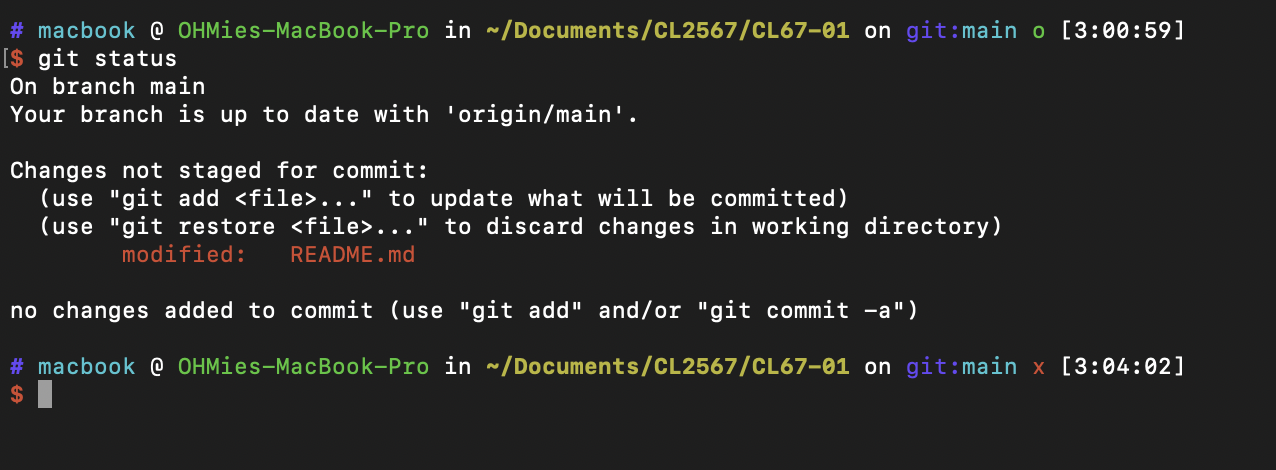 # macbook @ OHMies-MacBook-Pro in ~/Documents/CL2567/CL67-01 on git:main o [3:00:59]
[$ git status
On branch main
Your branch is up to date with 'origin/main'.
Changes not staged for commit:
  (use "git add <file>..." to update what will be committed)
  (use "git restore <file>..." to discard changes in working directory)
        modified:   README.md
no changes added to commit (use "git add" and/or "git commit -a")
# macbook @ OHMies-MacBook-Pro in ~/Documents/CL2567/CL67-01 on git:main x [3:04:02]
$